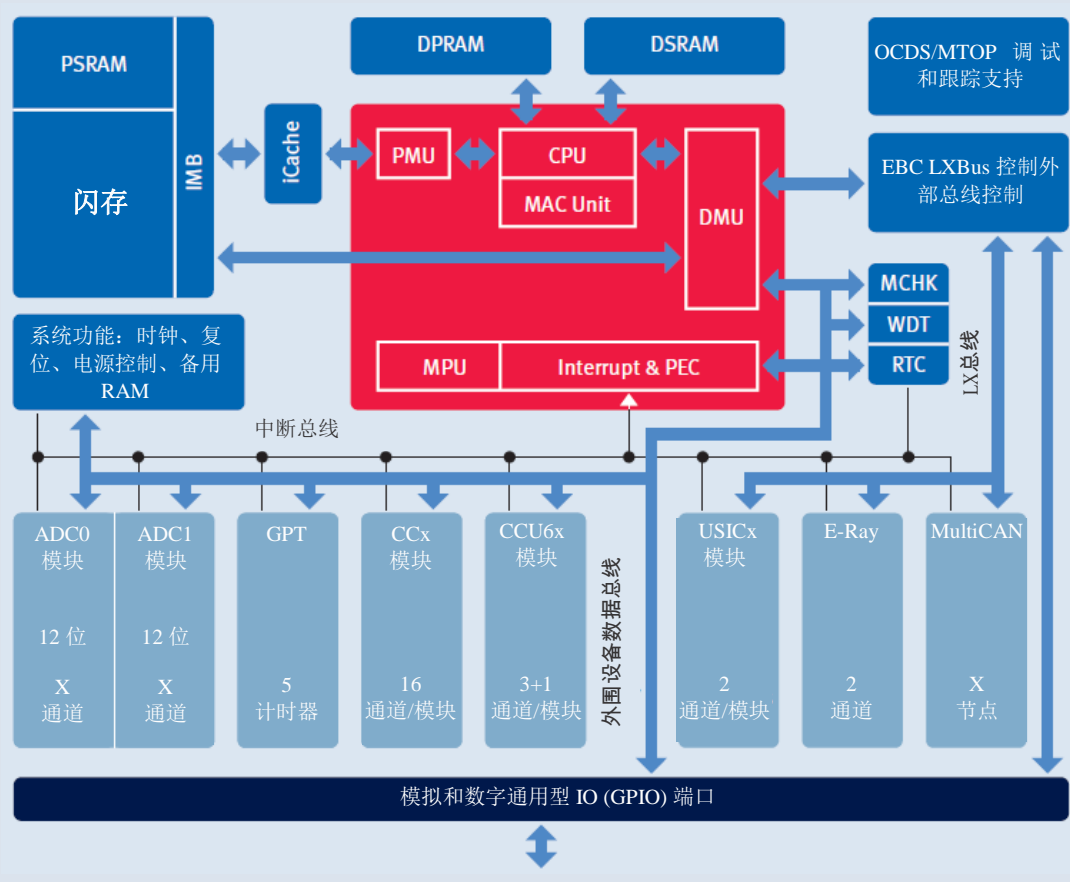 PSRAM
闪存
IMB
iCache
DPRAM
DSRAM
PMU
CPU
MAC Unit
DMU
MPU
Interrupt & PEC
OCDS/MTOP 调 试
和跟踪支持
EBC LXBus 控制外
部总线控制
MCHK
WDT
RTC
LX总线
系统功能：时钟、复
位、电源控制、备用
RAM
中断总线
ADC0
模块
12 位
X
通道
ADC1
模块
12 位
X
通道
GPT
5
计时器
CCx
模块
16
通道/模块
CCU6x
模块
3+1
通道/模块
外围设备数据总线
USICx
模块
2
通道/模块
E-Ray
2
通道
MultiCAN
X
节点
模拟和数字通用型 IO (GPIO) 端口